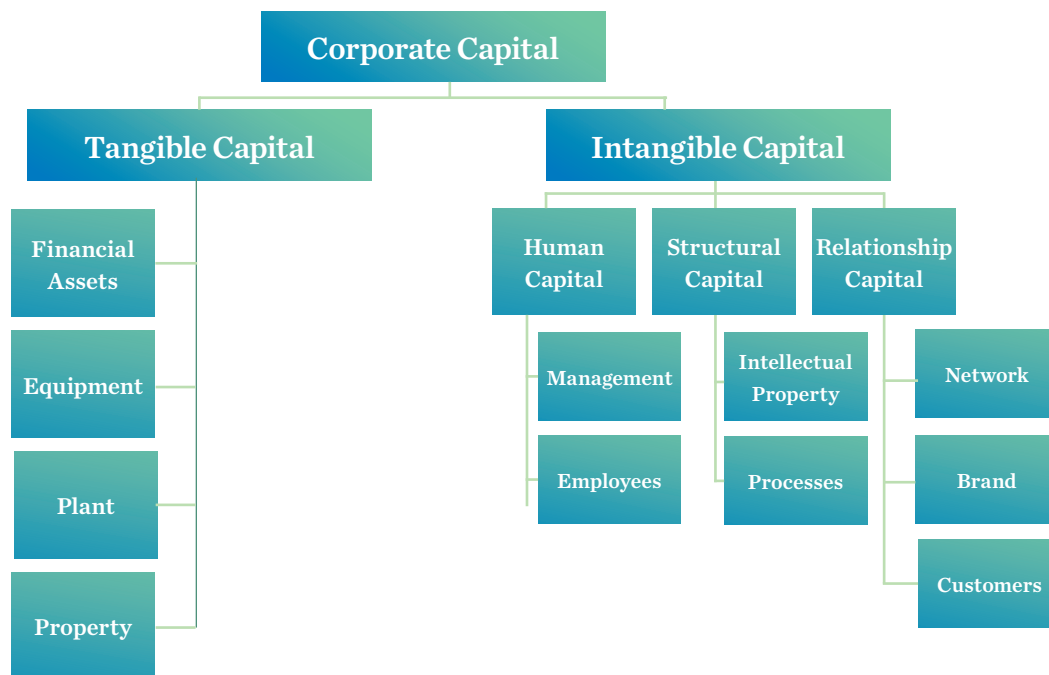 Corporate Capital
Tangible Capital
Intangible Capital
Financial
Assets
Equipment
Plant
Property
Human
Capital
Structural
Capital
Relationship
Capital
Management
Employees
Intellectual
Property
Processes
Network
Brand
Customers